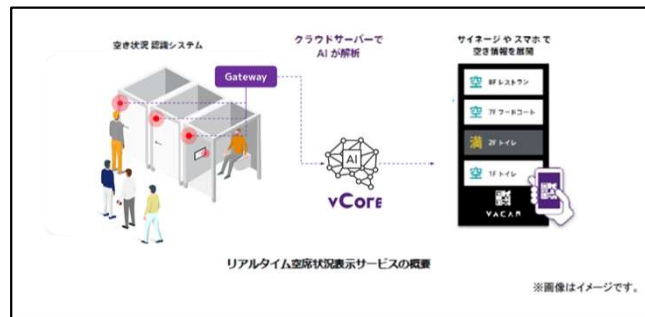 空き状況 認識システム
クラウドサーバーで
AI が解析
サイネージ や スマホ で
空き情報を展開
Gateway
空 8F レストラン
空 7F フードコート
満 2F トイレ
空 1F トイレ
AI
vCore
VACAN
リアルタイム空席状況表示サービスの概要
※画像はイメージです。